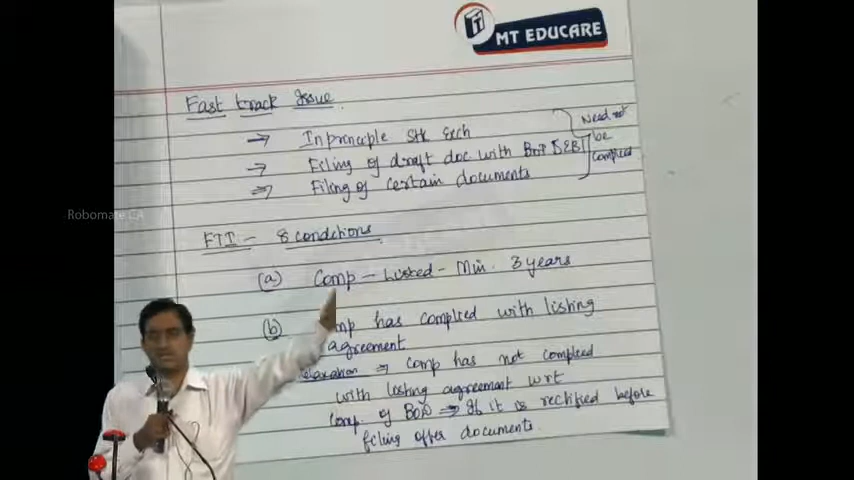 MT EDUCARE
Fast track Issue
→ Inprinciple Stk Exch
→ Filing of draft doc with SEBI
⇒ Filing of certain documents
Need not
be
complied
Robomate CA
FTI - 8 conditions
(a) Comp - Listed - Min. 3 years
(b) mp has complied with listing
agreement
elaxation ⇒ comp has not complied
with listing agreement wrt
comp. of BOD ⇒ If it is rectified before
filing offer documents.